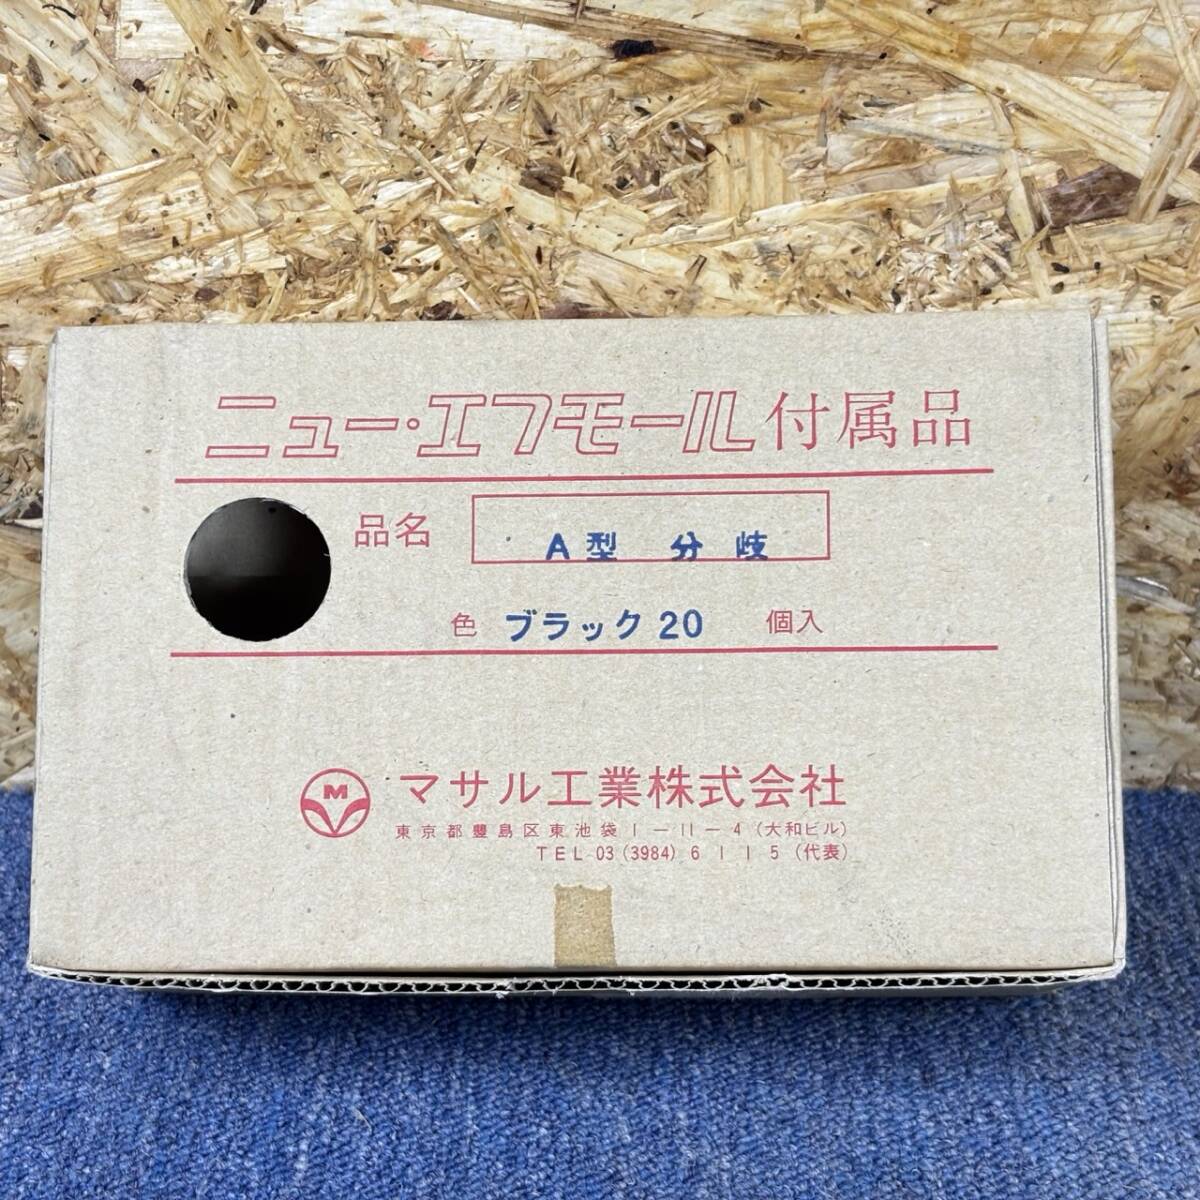 ニュー・エフモール付属品
品名 A型 分岐
色 ブラック 20 個入
M マサル工業株式会社
東京都豊島区東池袋1-11-4(大和ビル)
TEL 03(3984)6115(代表)